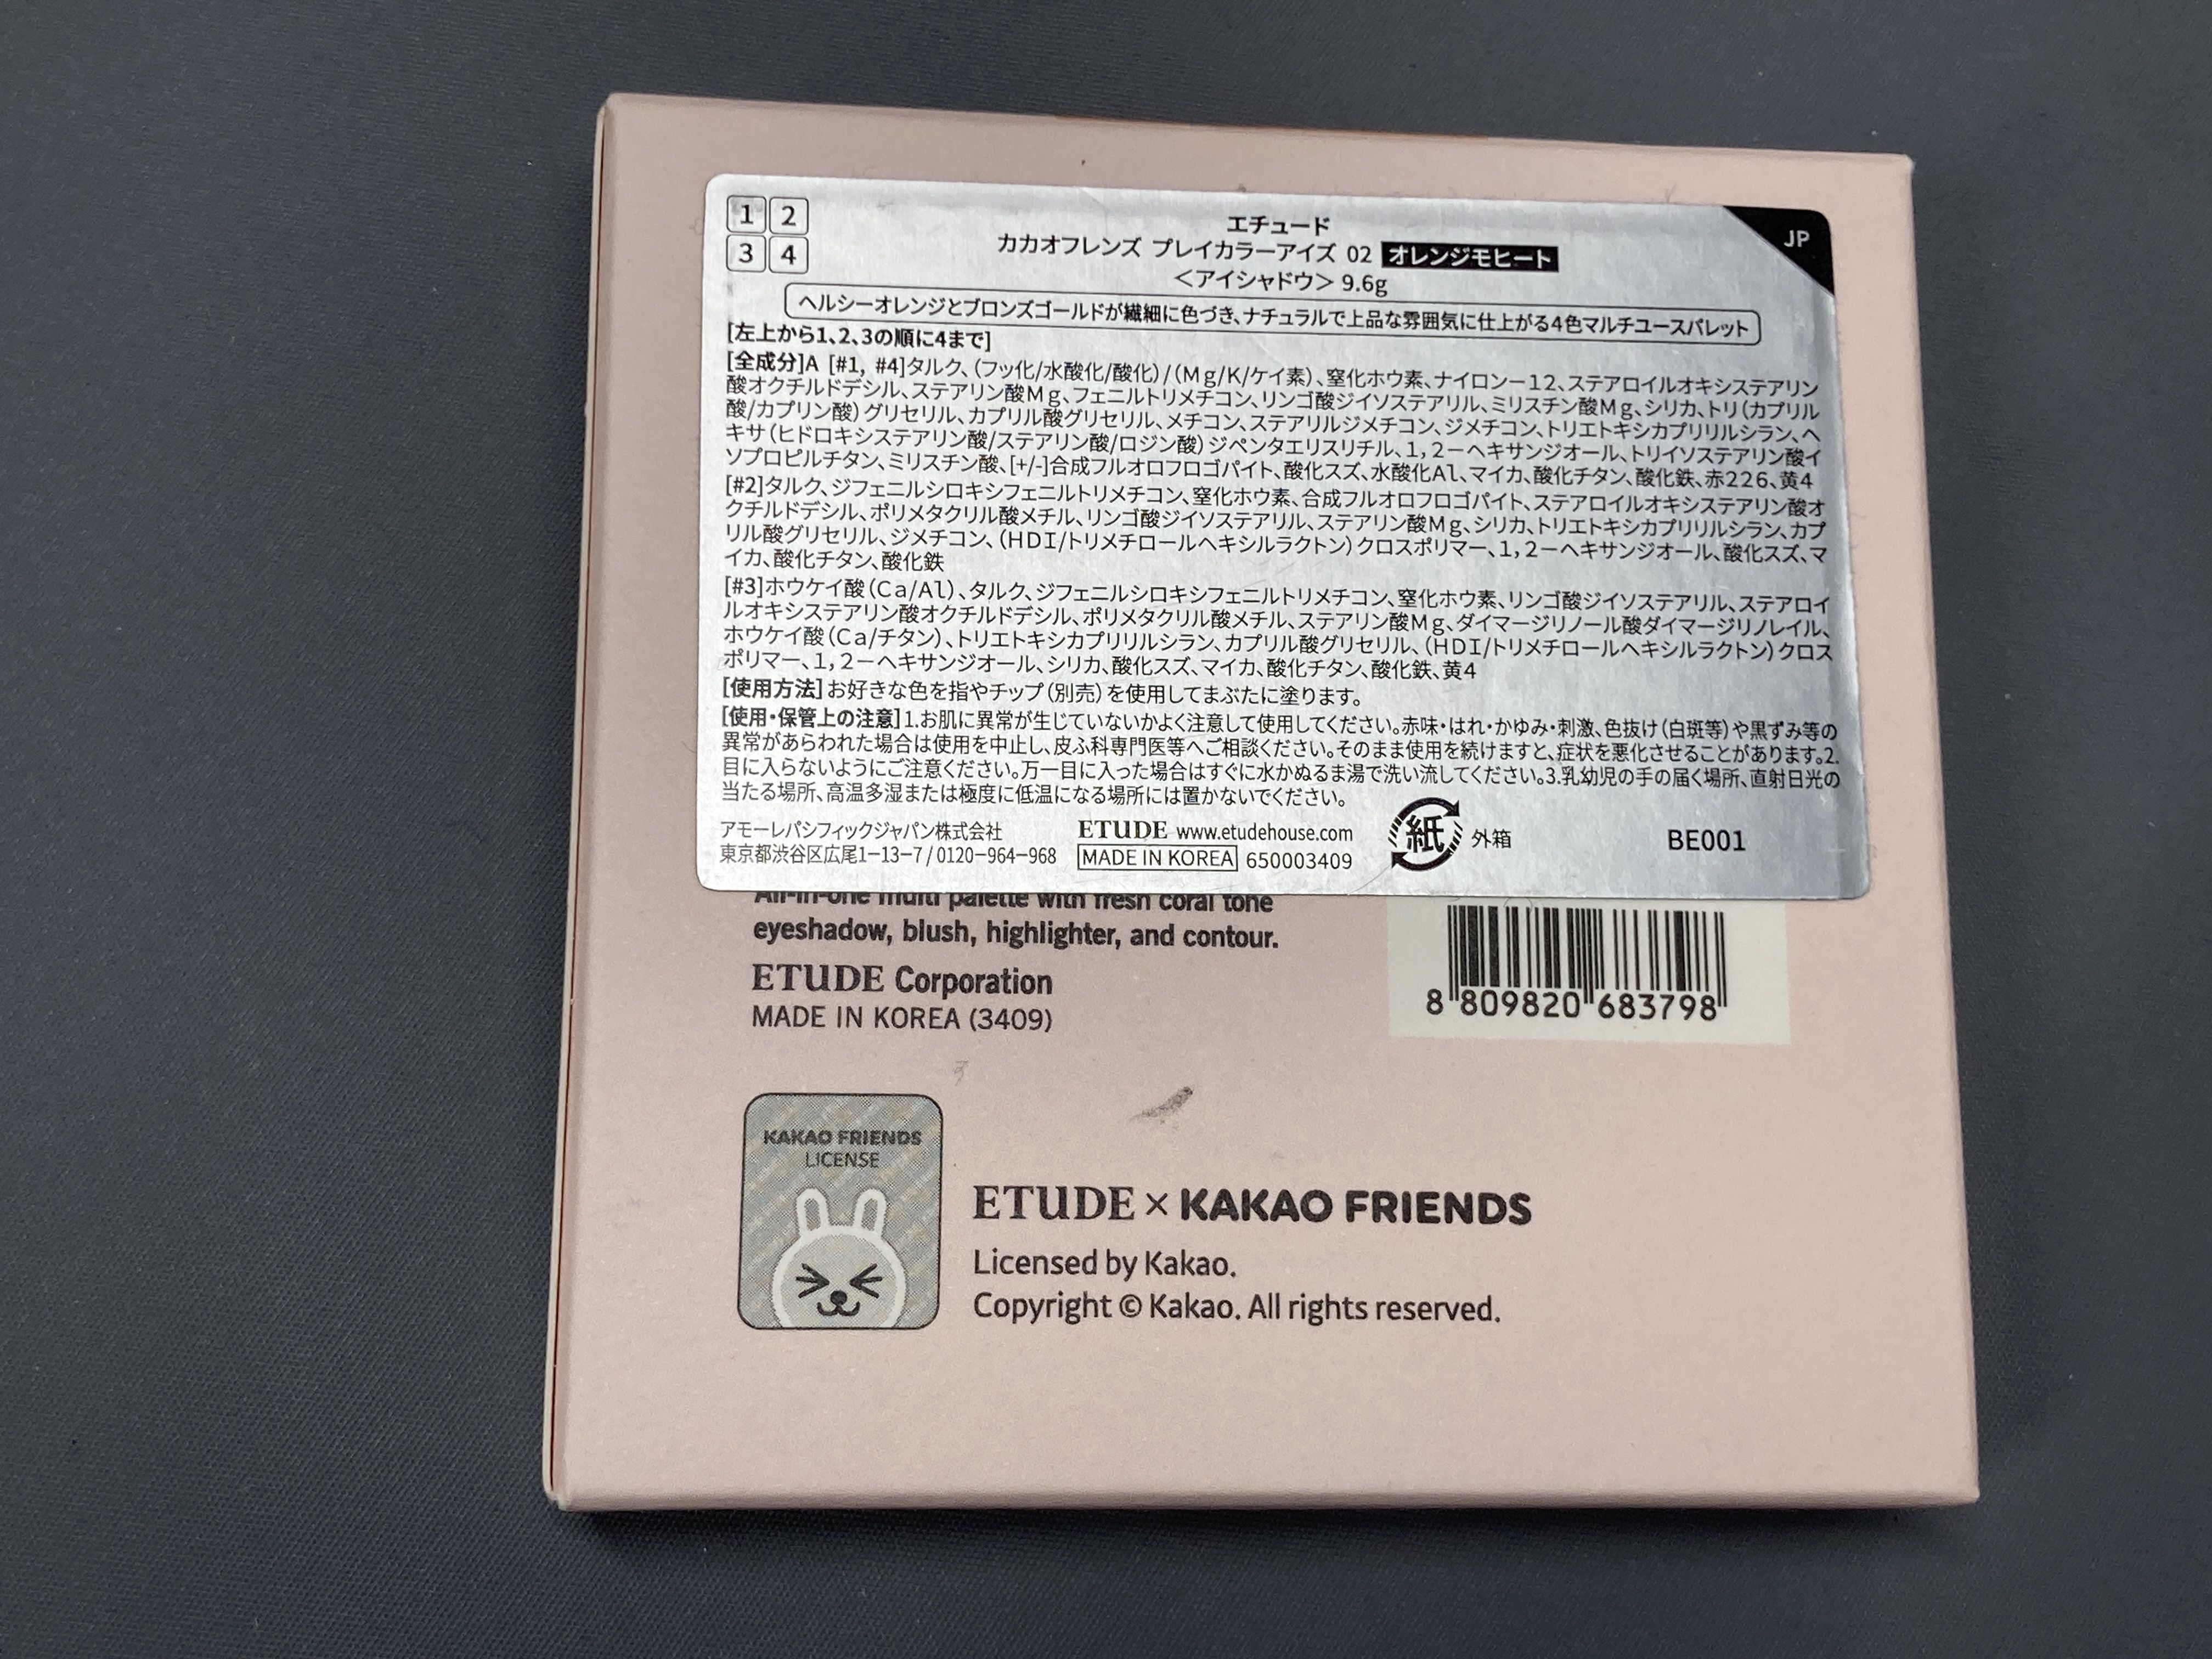 1 2
3 4
JP
エチュード
カカオフレンズ プレイカラーアイズ 02 オレンジモヒート
＜アイシャドウ＞ 9.6g
ヘルシーオレンジとブロンズゴールドが繊細に色づき、ナチュラルで上品な雰囲気に仕上がる4色マルチユースパレット
[左上から1、2、3の順に4まで]
[全成分]A [#1, #4]タルク、(フッ化/水酸化/酸化)/(Ｍｇ/Ｋ/ケイ素)、窒化ホウ素、ナイロンー１２、ステアロイルオキシステアリン
酸オクチルドデシル、ステアリン酸Ｍｇ、フェニルトリメチコン、リンゴ酸ジイソステアリル、ミリスチン酸Ｍｇ、シリカ、トリ(カプリル
酸/カプリン酸)グリセリル、カプリル酸グリセリル、メチコン、ステアリルジメチコン、ジメチコン、トリエトキシカプリリルシラン、ヘ
キサ(ヒドロキシステアリン酸/ステアリン酸/ロジン酸)ジペンタエリスリチル、１，２ーヘキサンジオール、トリイソステアリン酸イ
ソプロピルチタン、ミリスチン酸、[+/-]合成フルオロフロゴパイト、酸化スズ、水酸化Ａｌ、マイカ、酸化チタン、酸化鉄、赤２２６、黄４
[#2]タルク、ジフェニルシロキシフェニルトリメチコン、窒化ホウ素、合成フルオロフロゴパイト、ステアロイルオキシステアリン酸オ
クチルドデシル、ポリメタクリル酸メチル、リンゴ酸ジイソステアリル、ステアリン酸Ｍｇ、シリカ、トリエトキシカプリリルシラン、カプ
リル酸グリセリル、ジメチコン、(ＨＤＩ/トリメチロールヘキシルラクトン)クロスポリマー、１，２ーヘキサンジオール、酸化スズ、マ
イカ、酸化チタン、酸化鉄
[#3]ホウケイ酸(Ｃａ/Ａｌ)、タルク、ジフェニルシロキシフェニルトリメチコン、窒化ホウ素、リンゴ酸ジイソステアリル、ステアロイ
ルオキシステアリン酸オクチルドデシル、ポリメタクリル酸メチル、ステアリン酸Ｍｇ、ダイマージリノール酸ダイマージリノレイル、
ホウケイ酸(Ｃａ/チタン)、トリエトキシカプリリルシラン、カプリル酸グリセリル、(ＨＤＩ/トリメチロールヘキシルラクトン)クロス
ポリマー、１，２ーヘキサンジオール、シリカ、酸化スズ、マイカ、酸化チタン、酸化鉄、黄４
[使用方法]お好きな色を指やチップ(別売)を使用してまぶたに塗ります。
[使用・保管上の注意]1.お肌に異常が生じていないかよく注意して使用してください。赤味・はれ・かゆみ・刺激、色抜け(白斑等)や黒ずみ等の
異常があらわれた場合は使用を中止し、皮ふ科専門医等へご相談ください。そのまま使用を続けますと、症状を悪化させることがあります。2.
目に入らないようにご注意ください。万一目に入った場合はすぐに水かぬるま湯で洗い流してください。3.乳幼児の手の届く場所、直射日光の
当たる場所、高温多湿または極度に低温になる場所には置かないでください。
アモーレパシフィックジャパン株式会社
東京都渋谷区広尾1ー13ー7 / 0120ー964ー968
ETUDE www.etudehouse.com
MADE IN KOREA 650003409
紙 外箱
BE001
All-in-one multi palette with fresh coral tone
eyeshadow, blush, highlighter, and contour.
ETUDE Corporation
MADE IN KOREA (3409)
8 809820 683798
KAKAO FRIENDS
LICENSE
ETUDE × KAKAO FRIENDS
Licensed by Kakao.
Copyright © Kakao. All rights reserved.